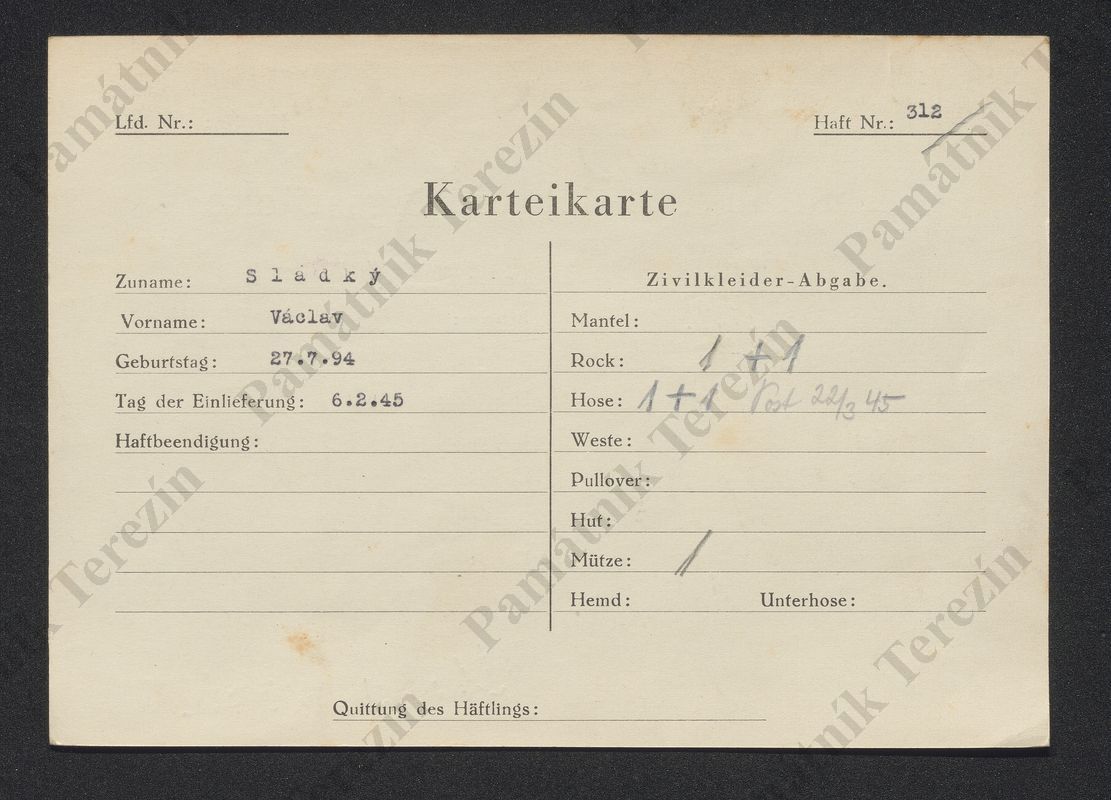 Lfd. Nr.:
Haft Nr.: 312
Karteikarte
Zuname: Sládký
Vorname: Václav
Geburtstag: 27.7.94
Tag der Einlieferung: 6.2.45
Haftbeendigung:
Zivilkleider-Abgabe.
Mantel:
Rock: 1 + 1
Hose: 1 + 1 Post 22/3 45
Weste:
Pullover:
Hut:
Mütze: 1
Hemd: Unterhose:
Quittung des Häftlings:
Památník Terezín